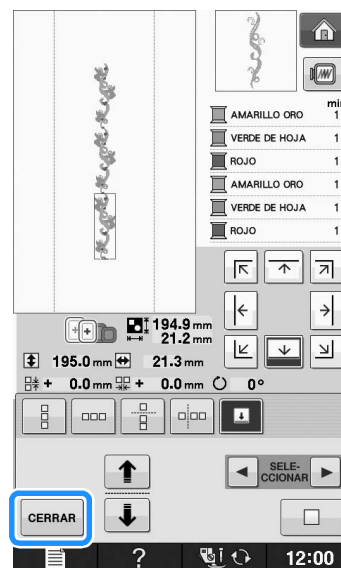 min
AMARILLO ORO 1
VERDE DE HOJA 1
ROJO 1
AMARILLO ORO 1
VERDE DE HOJA 1
ROJO 1
194.9 mm
21.2 mm
195.0 mm 21.3 mm
+ 0.0 mm + 0.0 mm 0°
SELE-
CCIONAR
CERRAR
? 12:00